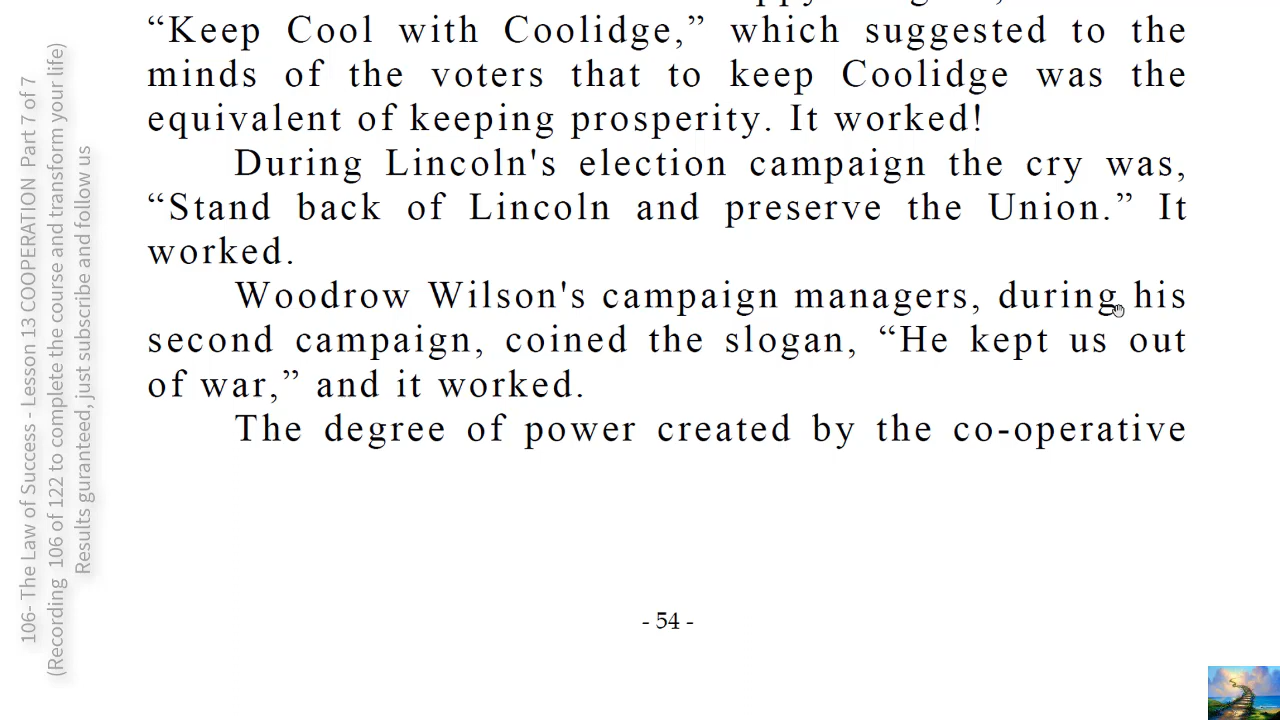 “Keep Cool with Coolidge,” which suggested to the
minds of the voters that to keep Coolidge was the
equivalent of keeping prosperity. It worked!
During Lincoln's election campaign the cry was,
“Stand back of Lincoln and preserve the Union.” It
worked.
Woodrow Wilson's campaign managers, during his
second campaign, coined the slogan, “He kept us out
of war,” and it worked.
The degree of power created by the co-operative
- 54 -
106- The Law of Success - Lesson 13 COOPERATION Part 7 of 7
(Recording 106 of 122 to complete the course and transform your life)
Results guranteed, just subscribe and follow us